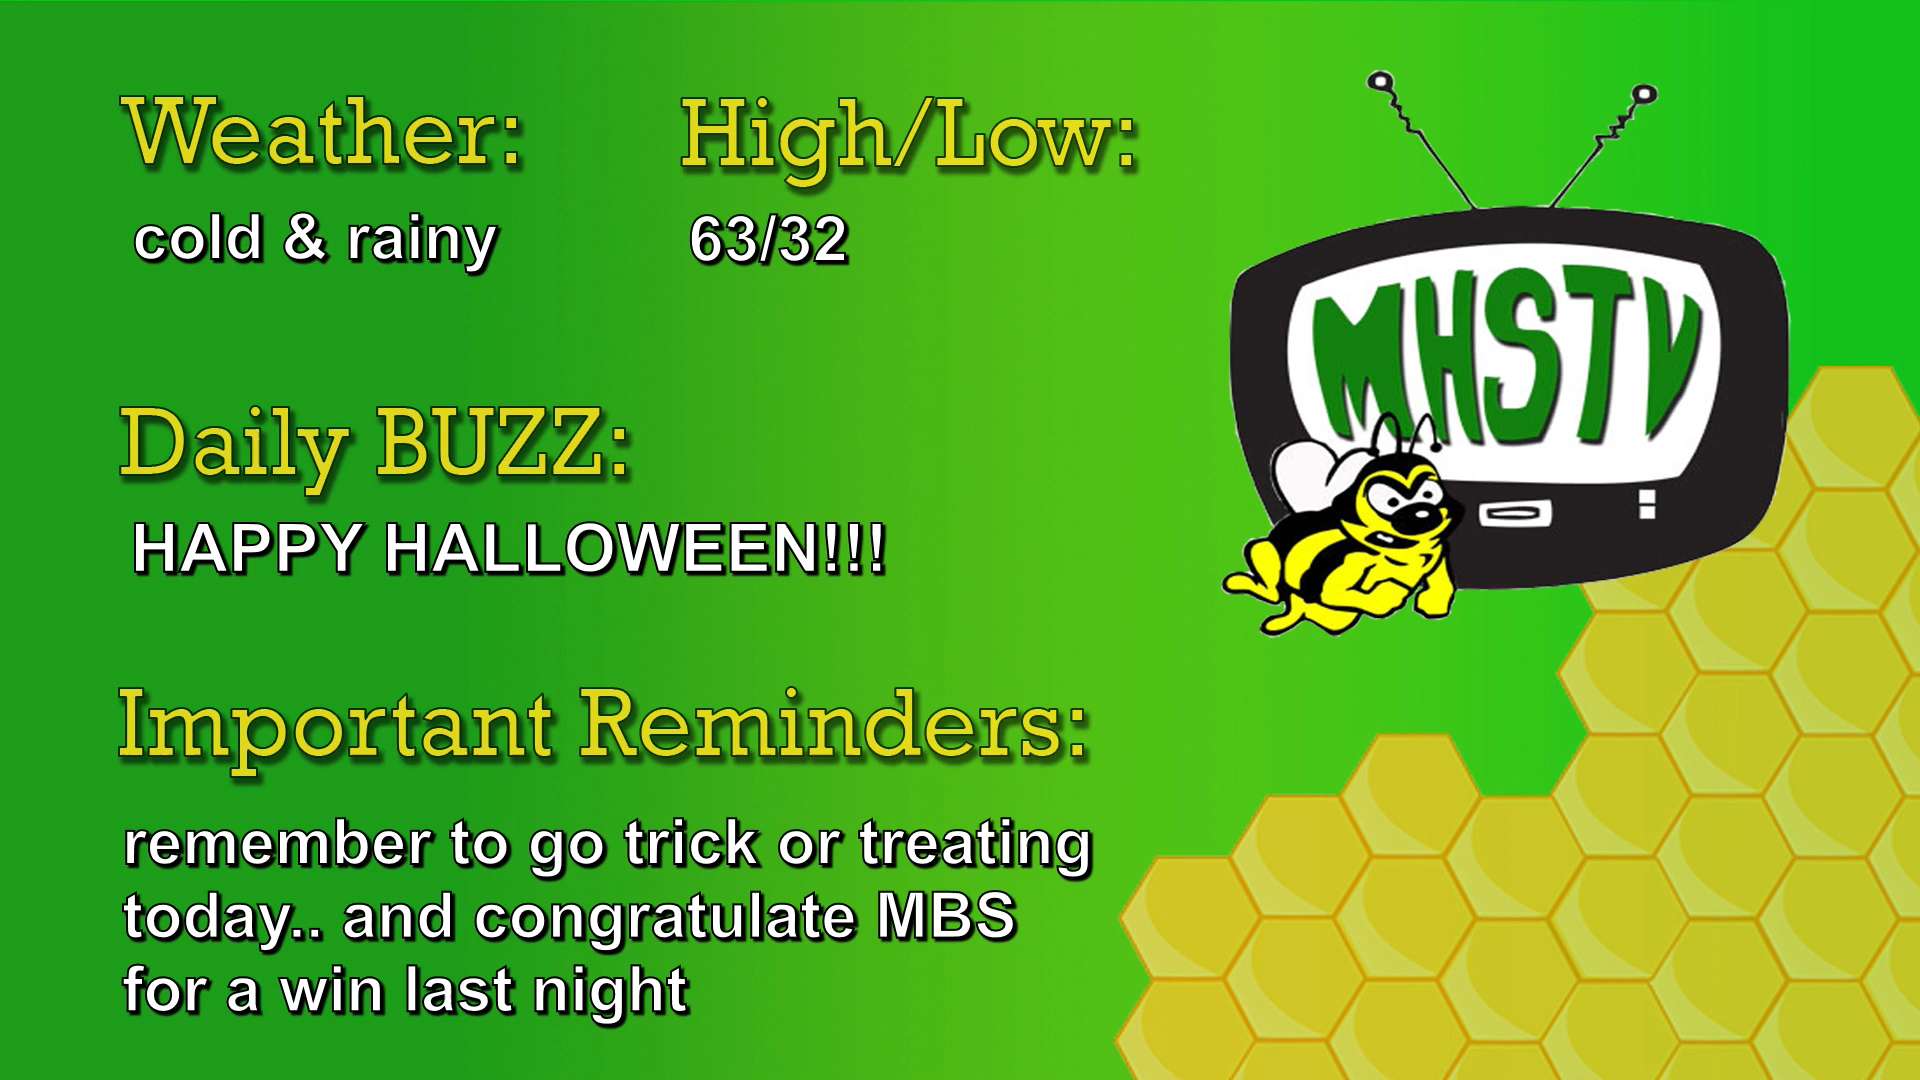 Weather:
cold & rainy
High/Low:
63/32
MHSTV
Daily BUZZ:
HAPPY HALLOWEEN!!!
Important Reminders:
remember to go trick or treating
today.. and congratulate MBS
for a win last night